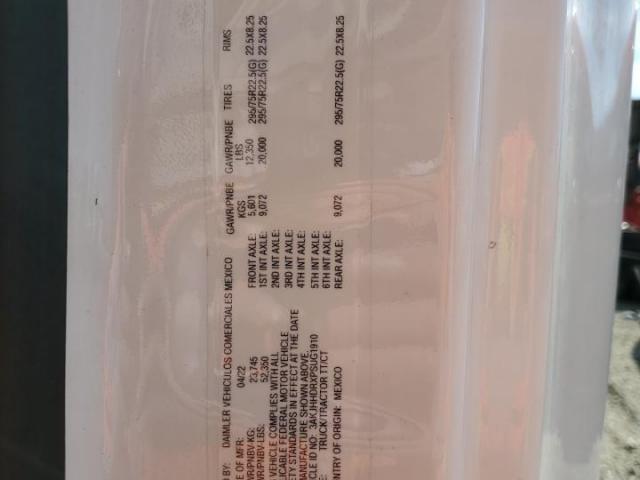 D BY: DAIMLER VEHICULOS COMERCIALES MEXICO
E OF MFR: 04/22
WR/PNBV-KG: 23,745
WR/PNBV-LBS: 52,350
VEHICLE COMPLIES WITH ALL
LICABLE FEDERAL MOTOR VEHICLE
ETY STANDARDS IN EFFECT AT THE DATE
MANUFACTURE SHOWN ABOVE.
CLE ID NO: 3AKJHHDRXPSUG1910
E: TRUCK/TRACTOR TT/CT
NTRY OF ORIGIN: MEXICO
GAWR/PNBE GAWR/PNBE TIRES RIMS
KGS LBS
FRONT AXLE: 5,601 12,350 295/75R22.5(G) 22.5X8.25
1ST INT AXLE: 9,072 20,000 295/75R22.5(G) 22.5X8.25
2ND INT AXLE:
3RD INT AXLE:
4TH INT AXLE:
5TH INT AXLE:
6TH INT AXLE:
REAR AXLE: 9,072 20,000 295/75R22.5(G) 22.5X8.25